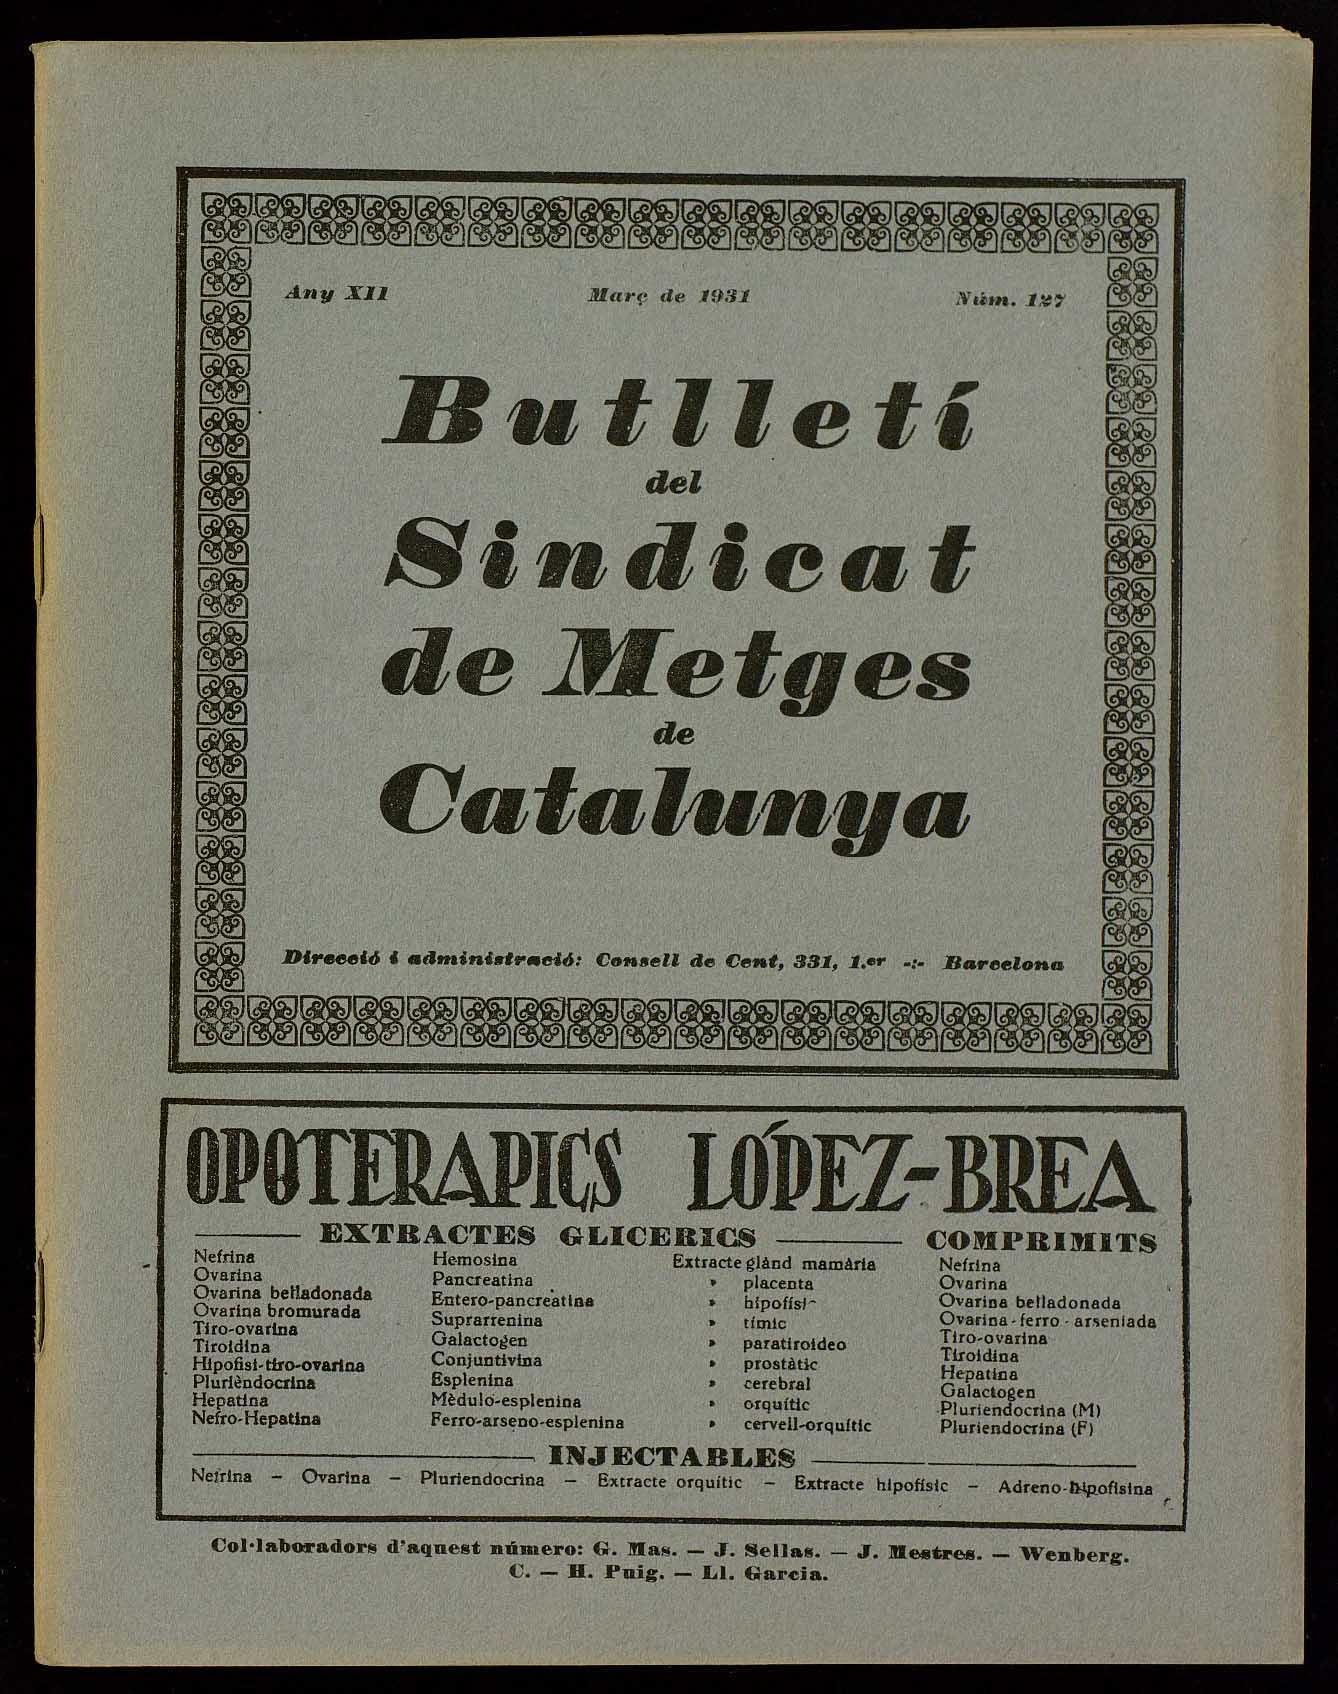 Any XII Març de 1931 Núm. 127
Butlletí
del
Sindicat
de Metges
de
Catalunya
Direcció i administració: Consell de Cent, 331, 1.er -:- Barcelona
OPOTERAPICS LÓPEZ-BREA
EXTRACTES GLICERICS
Nefrina
Ovarina
Ovarina belladonada
Ovarina bromurada
Tiro-ovarina
Tiroidina
Hipofisi-tiro-ovarina
Plurièndocrina
Hepatina
Nefro-Hepatina
Hemosina
Pancreatina
Entero-pancreàtina
Suprarrenina
Galactogen
Conjuntivina
Esplenina
Mèdulo-esplenina
Ferro-arseno-esplenina
Extracte glànd mamària
» placenta
» hipofísi
» tímic
» paratiroideo
» prostàtic
» cerebral
» orquític
» cervell-orquític
COMPRIMITS
Nefrina
Ovarina
Ovarina belladonada
Ovarina-ferro-arseniada
Tiro-ovarina
Tiroidina
Hepatina
Galactogen
Pluriendocrina (M)
Pluriendocrina (F)
INJECTABLES
Nefrina — Ovarina — Pluriendocrina — Extracte orquític — Extracte hipofísic — Adreno-hipofisina
Col·laboradors d'aquest número: G. Mas. — J. Sellas. — J. Mestres. — Wenberg.
C. — H. Puig. — Ll. Garcia.